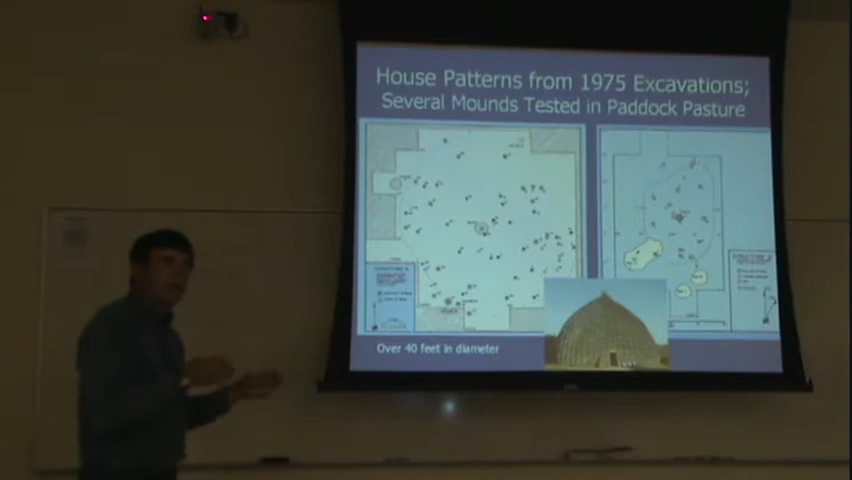 House Patterns from 1975 Excavations;
Several Mounds Tested in Paddock Pasture
Over 40 feet in diameter